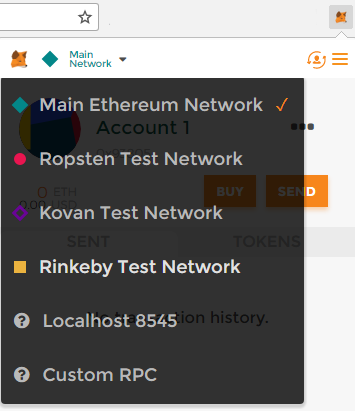 Main
Network
Main Ethereum Network
Account 1
Ropsten Test Network
0 ETH
0.00 USD
BUY
SEND
Kovan Test Network
SENT
TOKENS
Rinkeby Test Network
No transaction history.
Localhost 8545
Custom RPC